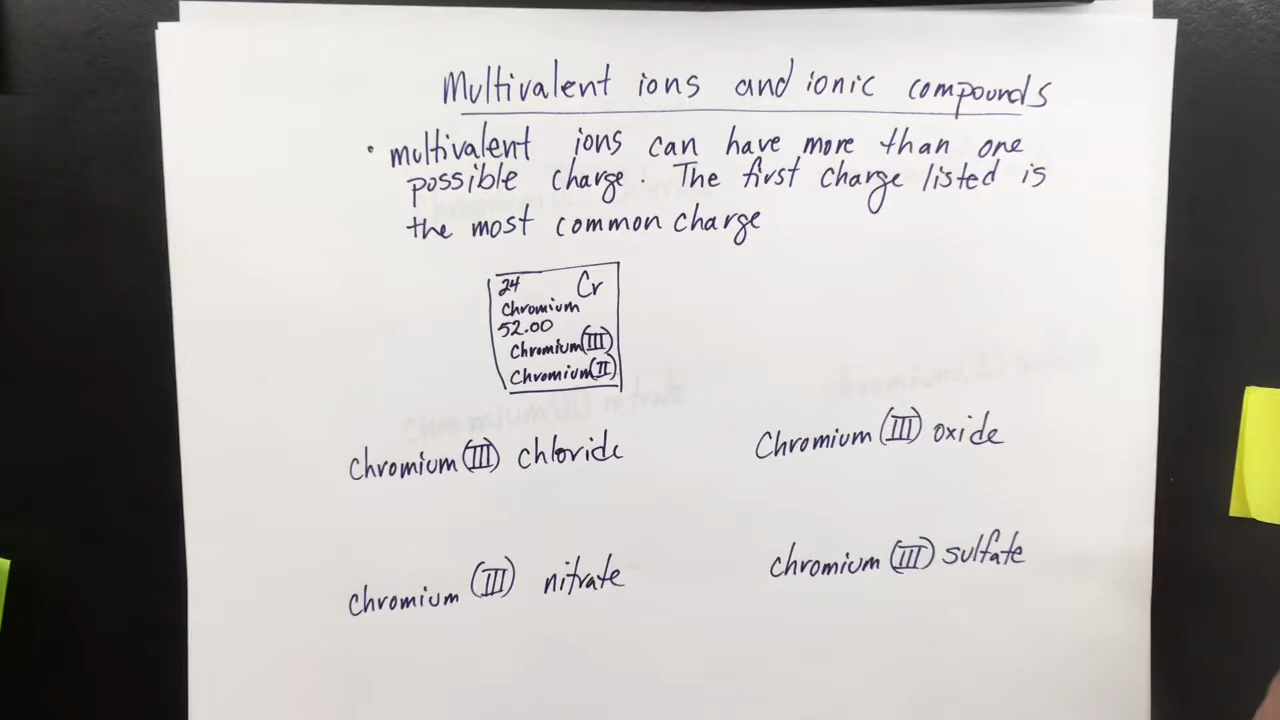 Multivalent ions and ionic compounds
• multivalent ions can have more than one
possible charge. The first charge listed is
the most common charge
24 Cr
Chromium
52.00
Chromium (III)
Chromium (II)
chromium (III) chloride
Chromium (III) oxide
chromium (III) nitrate
chromium (III) sulfate